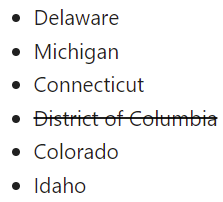 • Delaware
• Michigan
• Connecticut
• District of Columbia
• Colorado
• Idaho